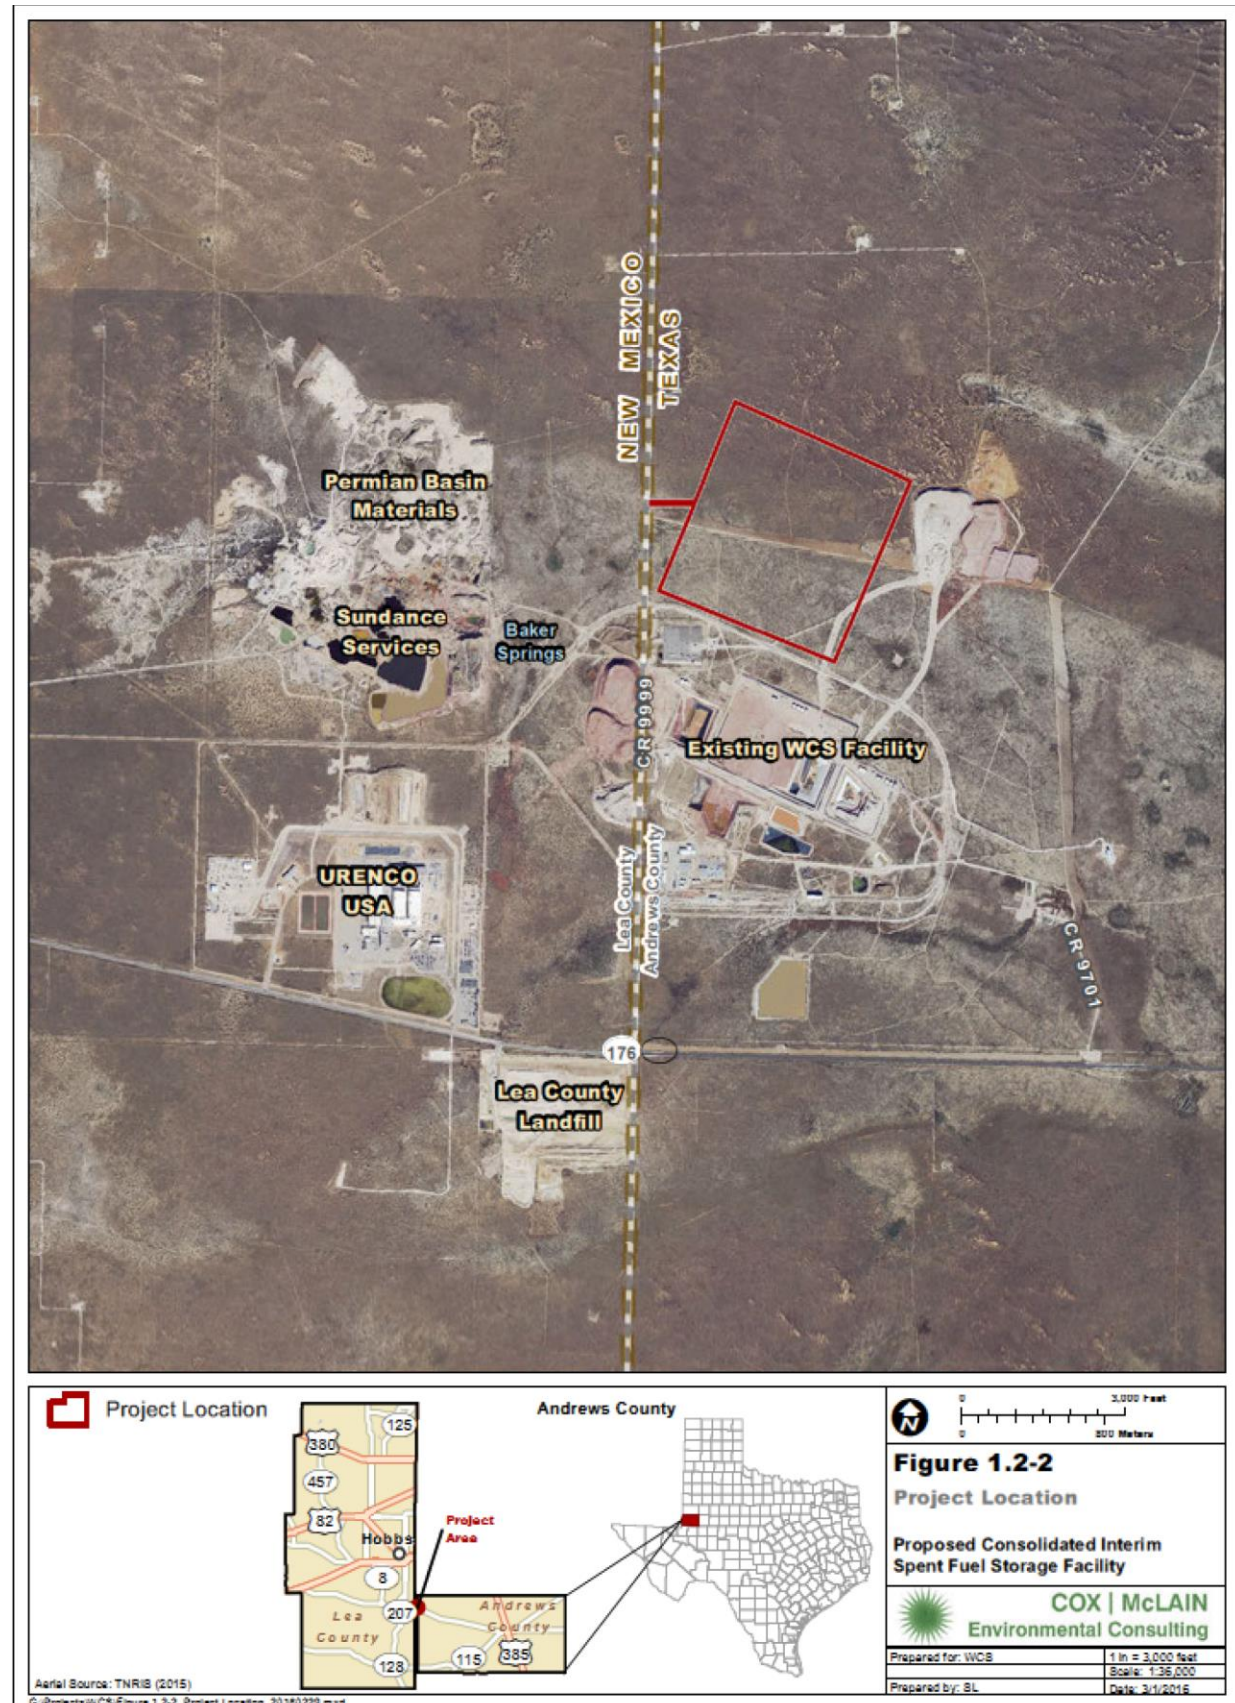 NEW MEXICO
TEXAS
Permian Basin
Materials
Sundance
Services
Baker
Springs
CR 9999
Existing WCS Facility
Lea County
Andrews County
URENCO
USA
CR 9701
176
Lea County
Landfill
Project Location
Andrews County
125
380
457
82
Hobbs
8
Project
Area
Lea
County
207
Andrews
County
128
115
385
Aerial Source: TNRIS (2015)
N
0 3,000 Feet
0 800 Meters
Figure 1.2-2
Project Location
Proposed Consolidated Interim
Spent Fuel Storage Facility
COX | McLAIN
Environmental Consulting
Prepared for: WCS
1 in = 3,000 feet
Scale: 1:36,000
Prepared by: SL
Date: 3/1/2016